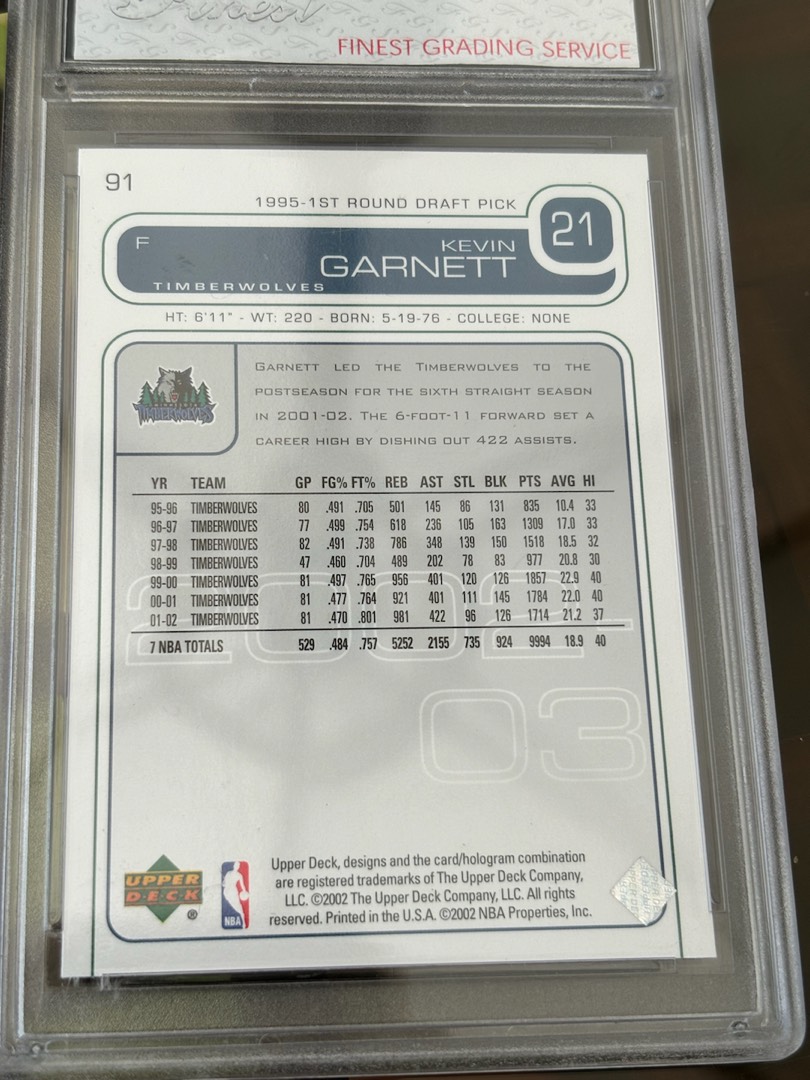 Finest
FINEST GRADING SERVICE
91
1995-1ST ROUND DRAFT PICK
21
F
KEVIN
GARNETT
TIMBERWOLVES
HT: 6'11" - WT: 220 - BORN: 5-19-76 - COLLEGE: NONE
TIMBERWOLVES
GARNETT LED THE TIMBERWOLVES TO THE
POSTSEASON FOR THE SIXTH STRAIGHT SEASON
IN 2001-02. THE 6-FOOT-11 FORWARD SET A
CAREER HIGH BY DISHING OUT 422 ASSISTS.
YR TEAM GP FG% FT% REB AST STL BLK PTS AVG HI
95-96 TIMBERWOLVES 80 .491 .705 501 145 86 131 835 10.4 33
96-97 TIMBERWOLVES 77 .499 .754 618 236 105 163 1309 17.0 33
97-98 TIMBERWOLVES 82 .491 .738 786 348 139 150 1518 18.5 32
98-99 TIMBERWOLVES 47 .460 .704 489 202 78 83 977 20.8 30
99-00 TIMBERWOLVES 81 .497 .765 956 401 120 126 1857 22.9 40
00-01 TIMBERWOLVES 81 .477 .764 921 401 111 145 1784 22.0 40
01-02 TIMBERWOLVES 81 .470 .801 981 422 96 126 1714 21.2 37
7 NBA TOTALS 529 .484 .757 5252 2155 735 924 9994 18.9 40
2002
03
UPPER
DECK
®
NBA
Upper Deck, designs and the card/hologram combination
are registered trademarks of The Upper Deck Company,
LLC. ©2002 The Upper Deck Company, LLC. All rights
reserved. Printed in the U.S.A. ©2002 NBA Properties, Inc.